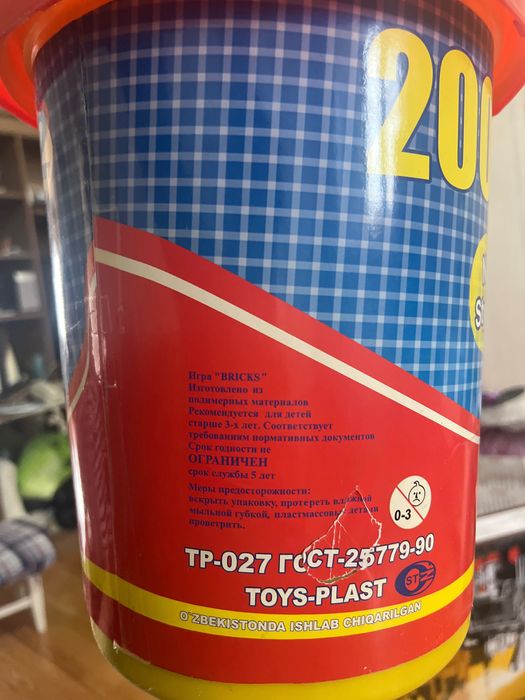 200
Игра "BRICKS"
Изготовлено из
полимерных материалов
Рекомендуется для детей
старше 3-х лет. Соответствует
требованиям нормативных документов
Срок годности не
ОГРАНИЧЕН
срок службы 5 лет
Меры предосторожности:
вскрыть упаковку, протереть влажной
мыльной губкой, пластмассовые детали
проветрить.
0-3
ТР-027 ГОСТ-25779-90
TOYS-PLAST
ST
O'ZBEKISTONDA ISHLAB CHIQARILGAN